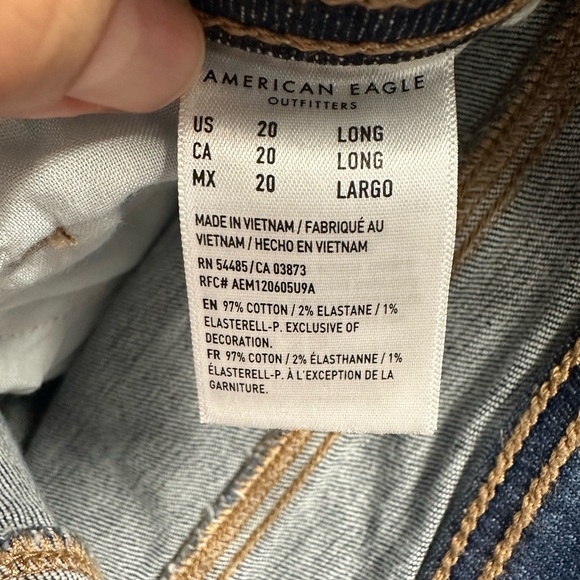 AMERICAN EAGLE
OUTFITTERS
US 20 LONG
CA 20 LONG
MX 20 LARGO
MADE IN VIETNAM / FABRIQUÉ AU
VIETNAM / HECHO EN VIETNAM
RN 54485/CA 03873
RFC# AEM120605U9A
EN 97% COTTON / 2% ELASTANE / 1%
ELASTERELL-P. EXCLUSIVE OF
DECORATION.
FR 97% COTON / 2% ÉLASTHANNE / 1%
ÉLASTERELL-P. À L'EXCEPTION DE LA
GARNITURE.